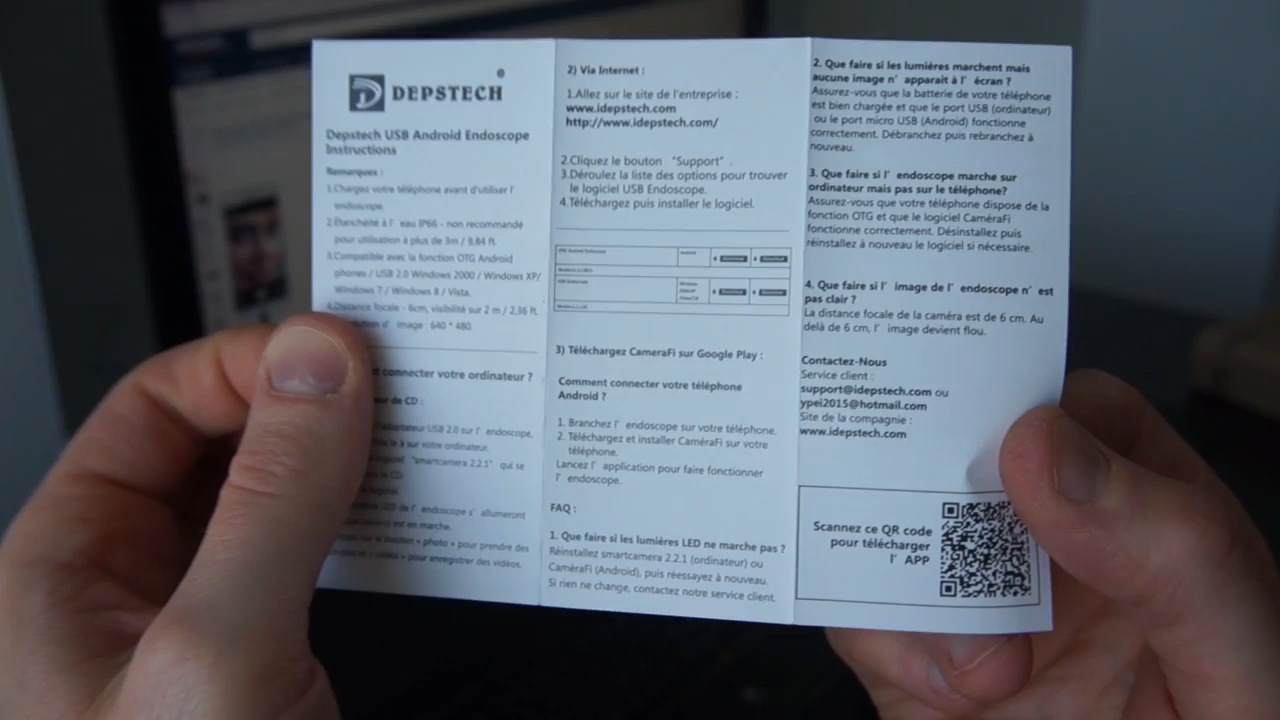 DEPSTECH
®
Depstech USB Android Endoscope
Instructions
Remarques :
1.Chargez votre téléphone avant d'utiliser l'
endoscope.
2.Étanchéité à l' eau IP66 - non recommandé
pour utilisation à plus de 3m / 9.84 ft.
3.Compatible avec la fonction OTG Android
phones / USB 2.0 Windows 2000 / Windows XP/
Windows 7 / Windows 8 / Vista.
4.Distance focale - 6cm, visibilité sur 2 m / 2,36 ft.
d' image : 640 * 480.
connecter votre ordinateur ?
de CD :
adaptateur USB 2.0 sur l' endoscope,
le à sur votre ordinateur.
"smartcamera 2.2.1" qui se
le CD.
LED de l' endoscope s' allumeront
est en marche.
sur le bouton « photo » pour prendre des
et « vidéo » pour enregistrer des vidéos.
2) Via Internet :
1.Allez sur le site de l'entreprise :
www.idepstech.com
http://www.idepstech.com/
2.Cliquez le bouton "Support" .
3.Déroulez la liste des options pour trouver
le logiciel USB Endoscope.
4.Téléchargez puis installer le logiciel.
3) Téléchargez CameraFi sur Google Play :
Comment connecter votre téléphone
Android ?
1. Branchez l' endoscope sur votre téléphone.
2. Téléchargez et installer CaméraFi sur votre
téléphone.
Lancez l' application pour faire fonctionner
l' endoscope.
FAQ :
1. Que faire si les lumières LED ne marche pas ?
Réinstallez smartcamera 2.2.1 (ordinateur) ou
CaméraFi (Android), puis réessayez à nouveau.
Si rien ne change, contactez notre service client.
2. Que faire si les lumières marchent mais
aucune image n' apparait à l' écran ?
Assurez-vous que la batterie de votre téléphone
est bien chargée et que le port USB (ordinateur)
ou le port micro USB (Android) fonctionne
correctement. Débranchez puis rebranchez à
nouveau.
3. Que faire si l' endoscope marche sur
ordinateur mais pas sur le téléphone?
Assurez-vous que votre téléphone dispose de la
fonction OTG et que le logiciel CaméraFi
fonctionne correctement. Désinstallez puis
réinstallez à nouveau le logiciel si nécessaire.
4. Que faire si l' image de l' endoscope n' est
pas clair ?
La distance focale de la caméra est de 6 cm. Au
delà de 6 cm, l' image devient flou.
Contactez-Nous
Service client :
support@idepstech.com ou
ypei2015@hotmail.com
Site de la compagnie :
www.idepstech.com
Scannez ce QR code
pour télécharger
l' APP